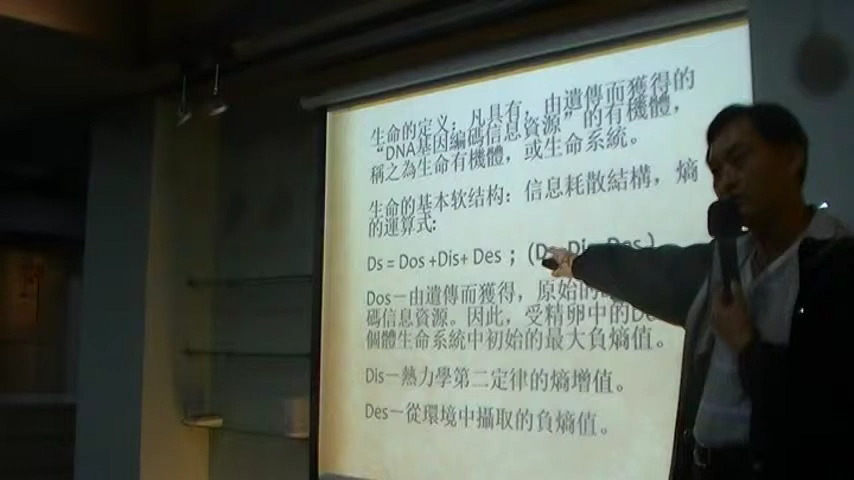 生命的定义：凡具有，由遺傳而獲得的
“DNA基因编碼信息資源”的有機體，
稱之為生命有機體，或生命系統。
生命的基本软结构：信息耗散結構，熵
的運算式:
Ds = Dos +Dis+ Des ；(Ds
Dos－由遺傳而獲得，原始的
碼信息資源。因此，受精卵中的D
個體生命系統中初始的最大負熵值。
Dis－熱力學第二定律的熵增值。
Des－從環境中攝取的負熵值。